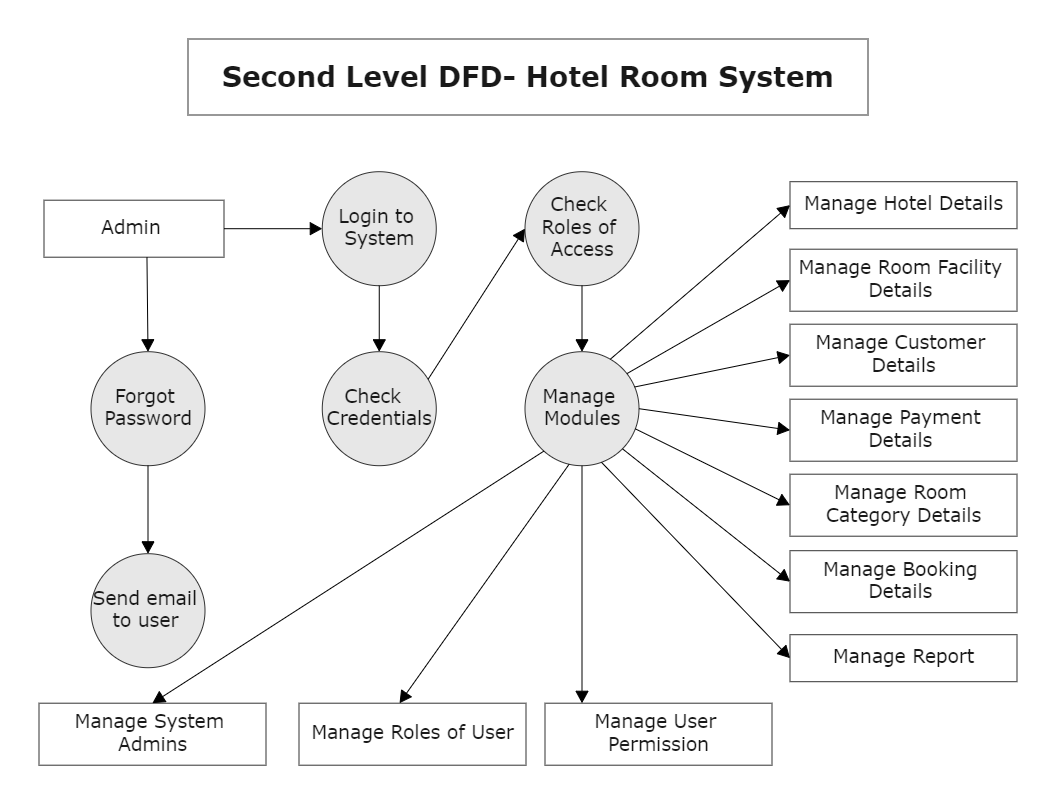 Second Level DFD- Hotel Room System
Admin
Login to
System
Check
Roles of
Access
Manage Hotel Details
Manage Room Facility
Details
Manage Customer
Details
Forgot
Password
Check
Credentials
Manage
Modules
Manage Payment
Details
Manage Room
Category Details
Manage Booking
Details
Send email
to user
Manage Report
Manage System
Admins
Manage Roles of User
Manage User
Permission